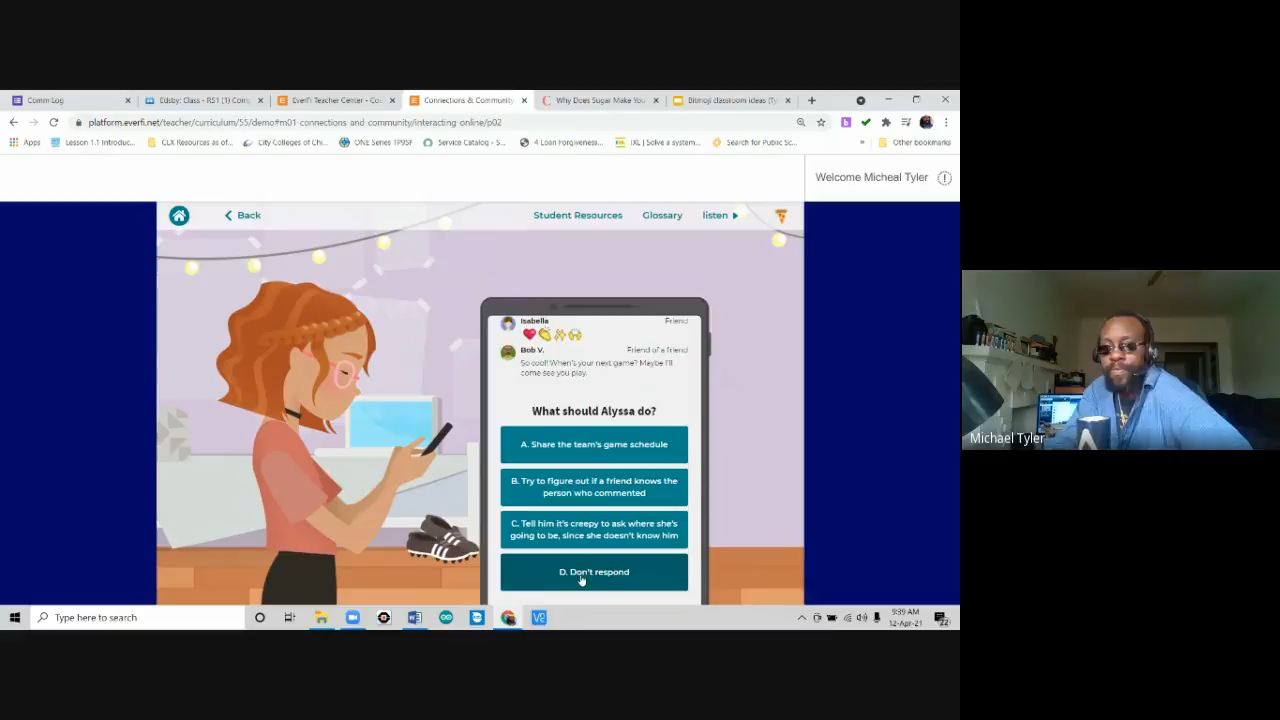 Comm Log
Edsby: Class - RS1 (1) Com
EverFi Teacher Center - Co
Connections & Community
Why Does Sugar Make You
Bitmoji classroom ideas (Ty
platform.everfi.net/teacher/curriculum/55/demo#m01-connections-and-community/interacting-online/p02
Apps
Lesson 1.1 Introduc...
CLX Resources as of...
City Colleges of Chi...
ONE Series TP9SF
Service Catalog - S...
4 Loan Forgiveness...
IXL | Solve a system...
Search for Public Sc...
»
Other bookmarks
Welcome Micheal Tyler
Back
Student Resources
Glossary
listen
Isabella
Friend
Bob V.
Friend of a friend
So cool! When's your next game? Maybe I'll
come see you play.
What should Alyssa do?
A. Share the team's game schedule
B. Try to figure out if a friend knows the
person who commented
C. Tell him it's creepy to ask where she's
going to be, since she doesn't know him
D. Don't respond
Michael Tyler
Type here to search
9:39 AM
12-Apr-21
22